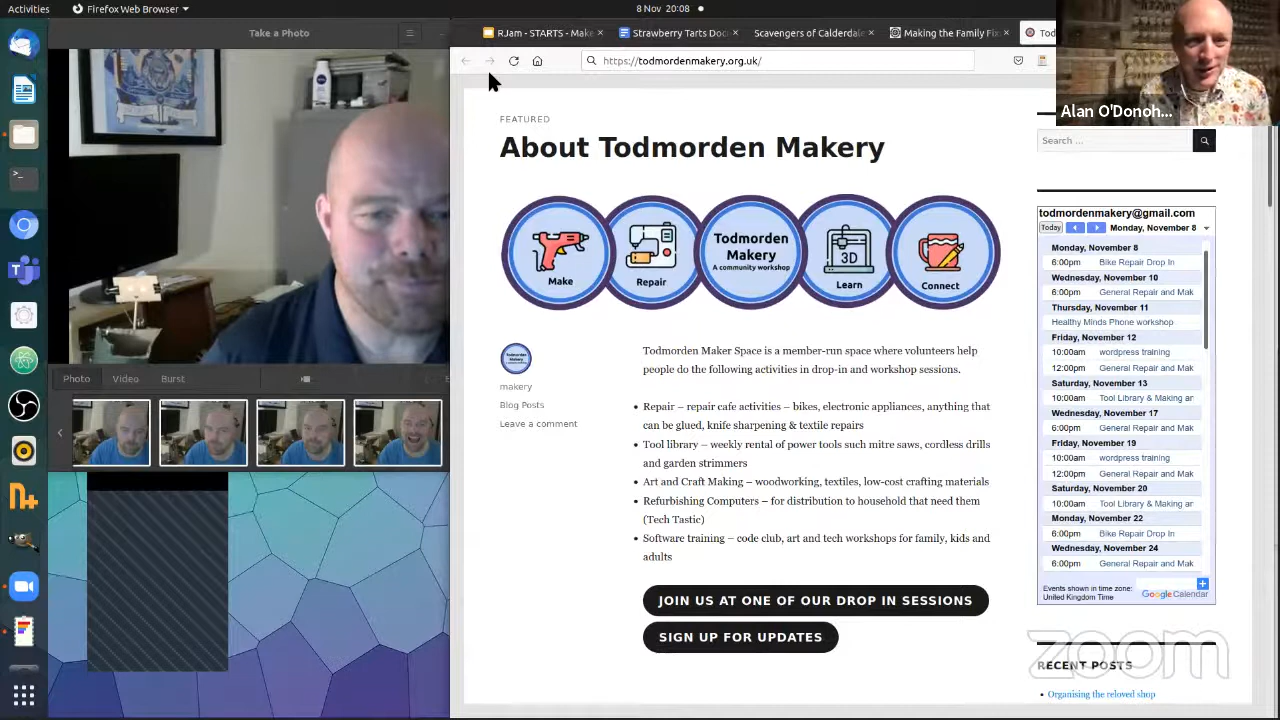 Activities
Firefox Web Browser
8 Nov 20:08
Take a Photo
RJam - STARTS - Make
Strawberry Tarts Doc
Scavengers of Calderdale
Making the Family Fix
Tod
https://todmordenmakery.org.uk/
Alan O'Donoh...
FEATURED
About Todmorden Makery
Make
Repair
Todmorden
Makery
A community workshop
3D
Learn
Connect
makery
Blog Posts
Leave a comment
Todmorden Maker Space is a member-run space where volunteers help
people do the following activities in drop-in and workshop sessions.
Repair – repair cafe activities – bikes, electronic appliances, anything that
can be glued, knife sharpening & textile repairs
Tool library – weekly rental of power tools such mitre saws, cordless drills
and garden strimmers
Art and Craft Making – woodworking, textiles, low-cost crafting materials
Refurbishing Computers – for distribution to household that need them
(Tech Tastic)
Software training – code club, art and tech workshops for family, kids and
adults
JOIN US AT ONE OF OUR DROP IN SESSIONS
SIGN UP FOR UPDATES
Search ...
todmordenmakery@gmail.com
Today
Monday, November 8
Monday, November 8
6:00pm Bike Repair Drop In
Wednesday, November 10
6:00pm General Repair and Mak
Thursday, November 11
Healthy Minds Phone workshop
Friday, November 12
10:00am wordpress training
12:00pm General Repair and Mak
Saturday, November 13
10:00am Tool Library & Making ar
Wednesday, November 17
6:00pm General Repair and Mak
Friday, November 19
10:00am wordpress training
12:00pm General Repair and Mak
Saturday, November 20
10:00am Tool Library & Making ar
Monday, November 22
6:00pm Bike Repair Drop In
Wednesday, November 24
6:00pm General Repair and Mak
Events shown in time zone:
United Kingdom Time
Google Calendar
zoom
RECENT POSTS
Organising the reloved shop
Photo
Video
Burst